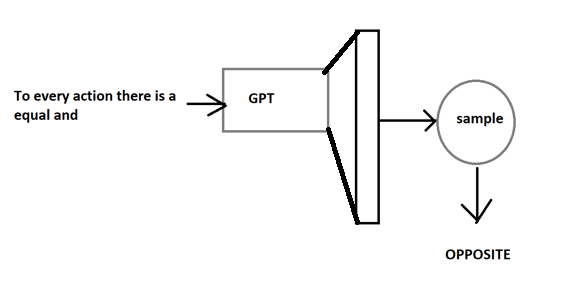 To every action there is a
equal and
GPT
sample
OPPOSITE